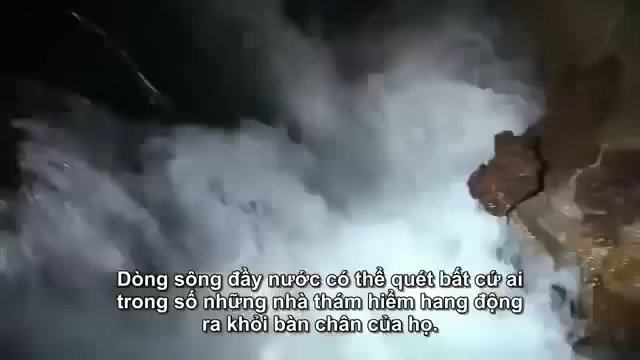 Dòng sông đầy nước có thể quét bất cứ ai
trong số những nhà thám hiểm hang động
ra khỏi bàn chân của họ.